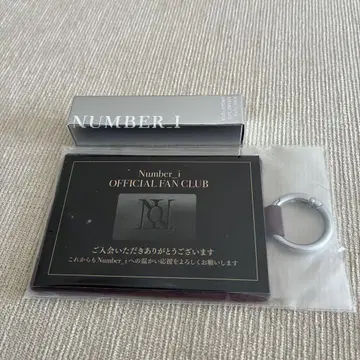 NUMBER_I
Number_i
OFFICIAL FAN CLUB
ご入会いただきありがとうございます
これからもNumber_iへの温かい応援をよろしくお願いします